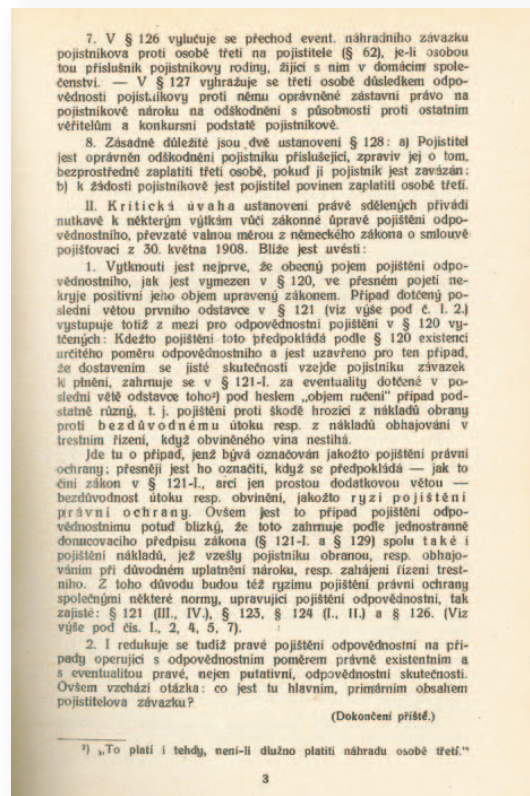 7. V § 126 vylučuje se přechod event. náhradního závazku
pojistníkova proti osobě třetí na pojistitele (§ 62), je-li osobou
tou příslušník pojistníkovy rodiny, žijící s ním v domácím spole-
čenství. — V § 127 vyhražuje se třetí osobě důsledkem odpo-
vědnosti pojistníkovy proti němu oprávněné zástavní právo na
pojistníkově nároku na odškodnění s působností proti ostatním
věřitelům a konkursní podstatě pojistníkově.
8. Zásadně důležité jsou dvě ustanovení § 128: a) Pojistitel
jest oprávněn odškodnění pojistníku příslušející, zpraviv jej o tom,
bezprostředně zaplatiti třetí osobě, pokud jí pojistník jest zavázán:
b) k žádosti pojistníkově jest pojistitel povinen zaplatiti osobě třetí.
II. Kritická úvaha ustanovení právě sdělených přivádí
nutkavě k některým výtkám vůči zákonné úpravě pojištění odpo-
vědnostního, převzaté valnou měrou z německého zákona o smlouvě
pojišťovací z 30. května 1908. Blíže jest uvésti:
1. Vytknouti jest nejprve, že obecný pojem pojištění odpo-
vědnostního, jak jest vymezen v § 120, ve přesném pojetí ne-
kryje positivní jeho objem upravený zákonem. Případ dotčený po-
slední větou prvního odstavce v § 121 (viz výše pod č. I. 2.)
vystupuje totiž z mezí pro odpovědnostní pojištění v § 120 vy-
tčených: Kdežto pojištění toto předpokládá podle § 120 existenci
určitého poměru odpovědnostního a jest uzavřeno pro ten případ,
že dostavením se jisté skutečnosti vzejde pojistníku závazek
k plnění, zahrnuje se v § 121-I. za eventuality dotčené v po-
slední větě odstavce toho²) pod heslem „objem ručení" případ pod-
statně různý, t. j. pojištění proti škodě hrozící z nákladů obrany
proti bezdůvodnému útoku resp. z nákladů obhajování v
trestním řízení, když obviněného vina nestíhá.
Jde tu o případ, jenž bývá označován jakožto pojištění právní
ochrany; přesněji jest ho označiti, když se předpokládá — jak to
činí zákon v § 121-I., arci jen prostou dodatkovou větou —
bezdůvodnost útoku resp. obvinění, jakožto ryzí pojištění
právní ochrany. Ovšem jest to případ pojištění odpo-
vědnostnímu potud blízký, že toto zahrnuje podle jednostranně
donucovacího předpisu zákona (§ 121-I. a § 129) spolu také i
pojištění nákladů, jež vzešly pojistníku obranou, resp. obhajo-
váním při důvodném uplatnění nároku, resp. zahájení řízení trest-
ního. Z toho důvodu budou též ryzímu pojištění právní ochrany
společnými některé normy, upravující pojištění odpovědnostní, tak
zajisté: § 121 (III., IV.), § 123, § 124 (I., II.) a § 126. (Viz
výše pod čís. I., 2, 4, 5, 7).
2. I redukuje se tudíž pravé pojištění odpovědnostní na pří-
pady operující s odpovědnostním poměrem právně existentním a
s eventualitou pravé, nejen putativní, odpovědnostní skutečnosti.
Ovšem vzchází otázka: co jest tu hlavním, primárním obsahem
pojistitelova závazku?
(Dokončení příště.)
²) „To platí i tehdy, není-li dlužno platiti náhradu osobě třetí."
3